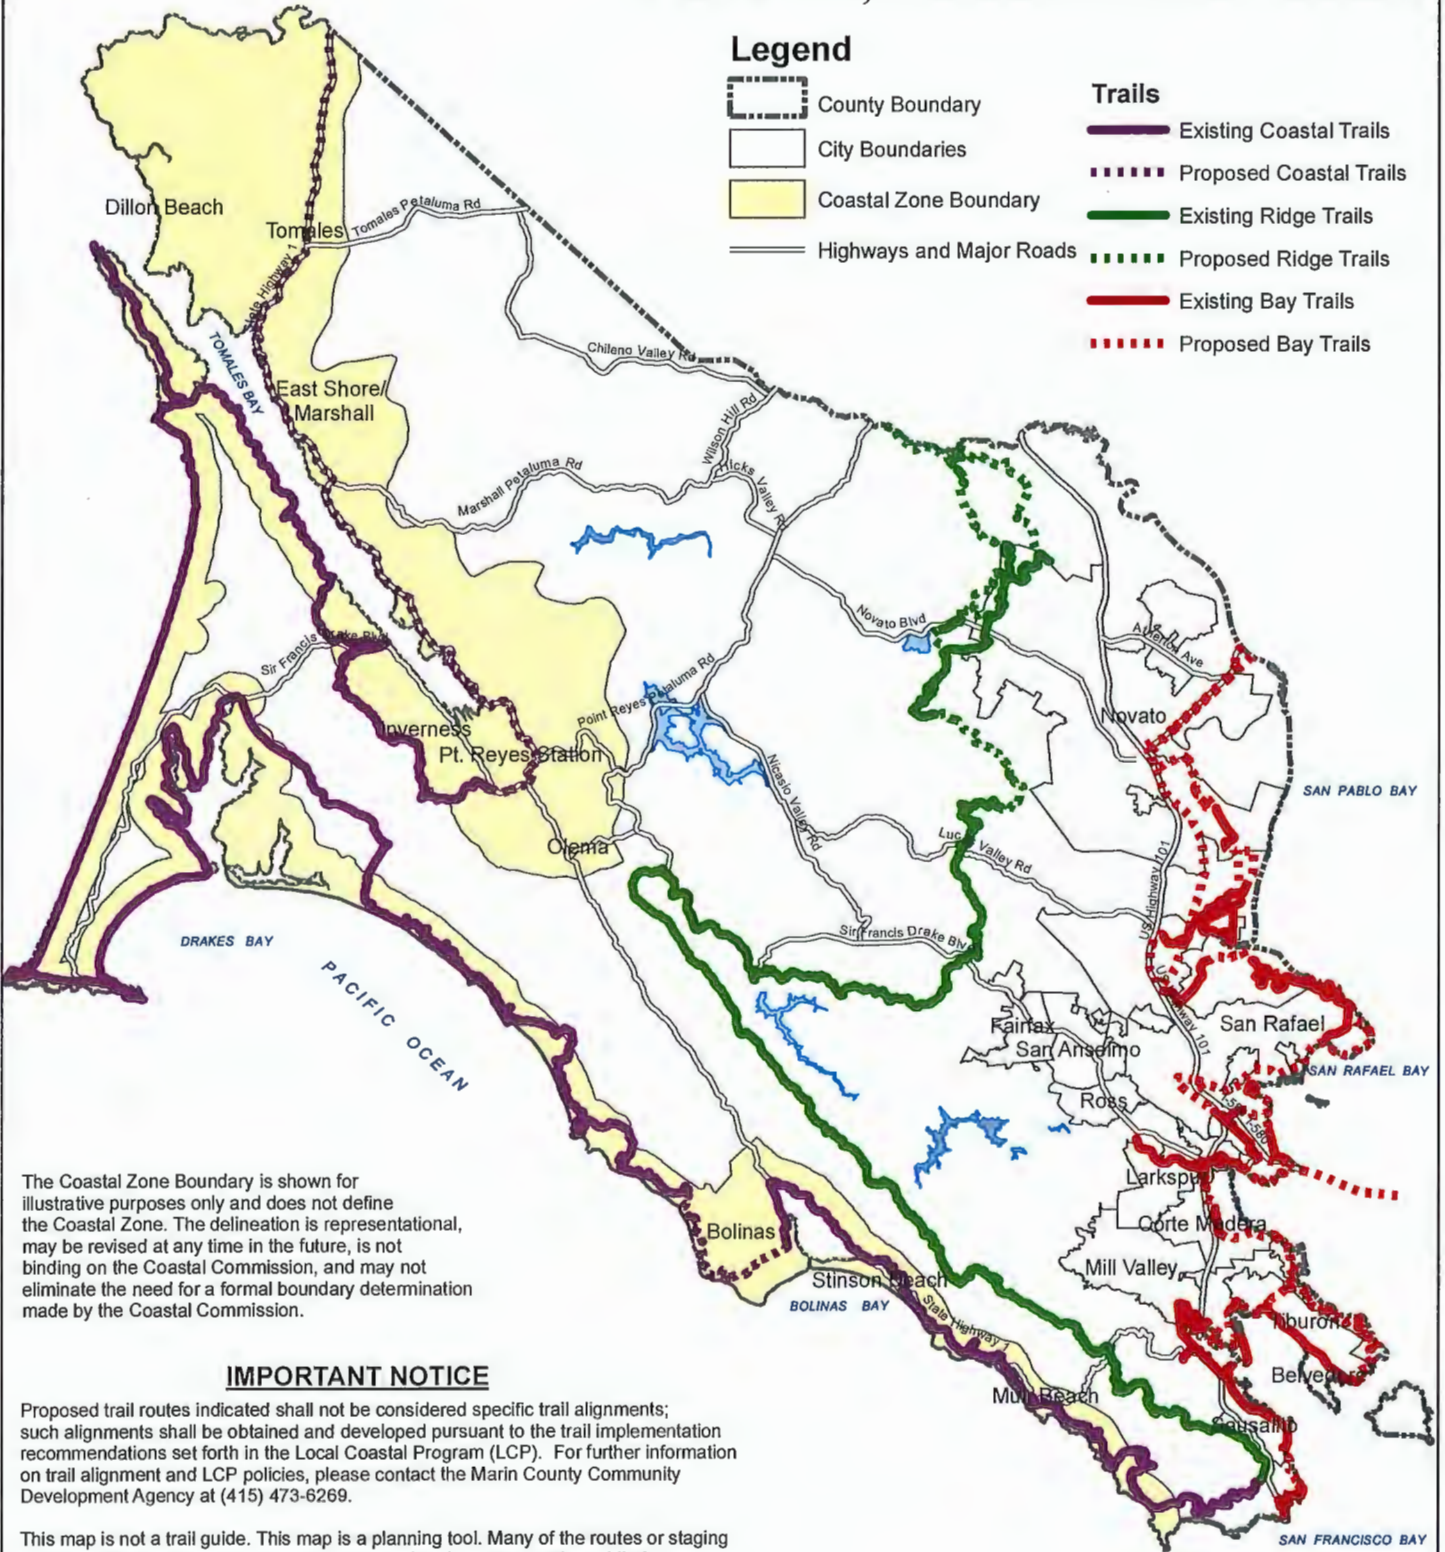 Legend
County Boundary
City Boundaries
Coastal Zone Boundary
Highways and Major Roads
Trails
Existing Coastal Trails
Proposed Coastal Trails
Existing Ridge Trails
Proposed Ridge Trails
Existing Bay Trails
Proposed Bay Trails
Dillon Beach
Tomales
Tomales Petaluma Rd
State Highway 1
TOMALES BAY
Chileno Valley Rd
East Shore/
Marshall
Wilson Hill Rd
Hicks Valley Rd
Marshall Petaluma Rd
Novato Blvd
Atherton Ave
Sir Francis Drake Blvd
Point Reyes Petaluma Rd
Novato
Inverness
Pt. Reyes Station
Nicasio Valley Rd
SAN PABLO BAY
Olema
Lucas Valley Rd
US Highway 101
DRAKES BAY
Sir Francis Drake Blvd
PACIFIC OCEAN
US Highway 101
Fairfax
San Rafael
San Anselmo
SAN RAFAEL BAY
Ross
I-580
I-580
Larkspur
Corte Madera
Bolinas
Mill Valley
Stinson Beach
BOLINAS BAY
State Highway 1
Tiburon
Belvedere
Muir Beach
Sausalito
SAN FRANCISCO BAY
The Coastal Zone Boundary is shown for
illustrative purposes only and does not define
the Coastal Zone. The delineation is representational,
may be revised at any time in the future, is not
binding on the Coastal Commission, and may not
eliminate the need for a formal boundary determination
made by the Coastal Commission.
IMPORTANT NOTICE
Proposed trail routes indicated shall not be considered specific trail alignments;
such alignments shall be obtained and developed pursuant to the trail implementation
recommendations set forth in the Local Coastal Program (LCP). For further information
on trail alignment and LCP policies, please contact the Marin County Community
Development Agency at (415) 473-6269.
This map is not a trail guide. This map is a planning tool. Many of the routes or staging